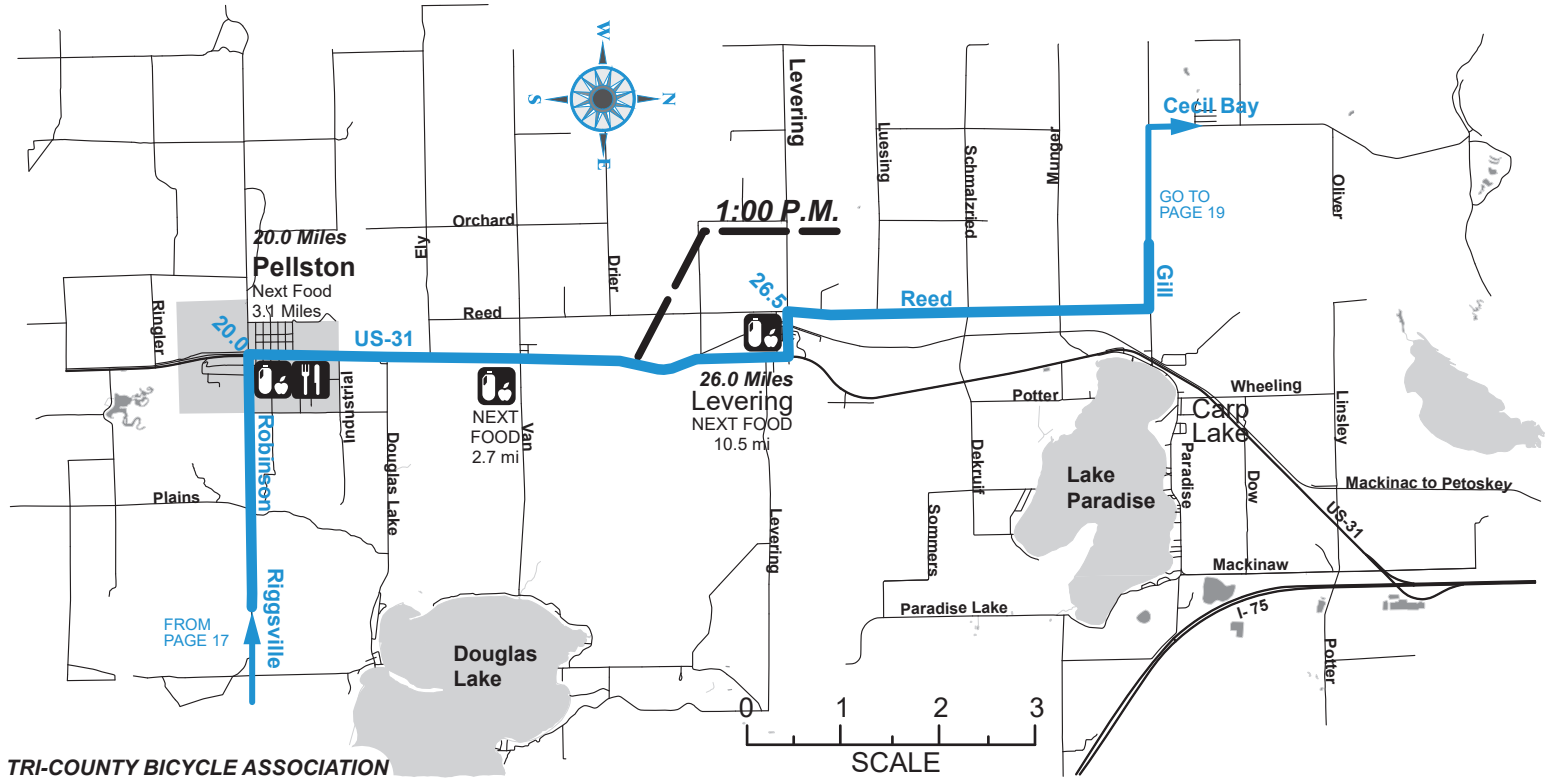 W
N
S
E
Levering
Cecil Bay
Luesing
Schmalzried
Munger
Oliver
GO TO
PAGE 19
Orchard
1:00 P.M.
20.0 Miles
Pellston
Next Food
3.1 Miles
Ely
Drier
Gill
26.5
Reed
Reed
Ringler
20.0
US-31
26.0 Miles
Levering
NEXT FOOD
10.5 mi
Potter
Wheeling
Carp
Lake
Linsley
Industrial
NEXT
FOOD
2.7 mi
Van
Robinson
Douglas Lake
Dekruif
Lake
Paradise
Paradise
Dow
Mackinac to Petoskey
Plains
US-31
Levering
Sommers
Mackinaw
Riggsville
Paradise Lake
I-75
FROM
PAGE 17
Douglas
Lake
Potter
0 1 2 3
SCALE
TRI-COUNTY BICYCLE ASSOCIATION